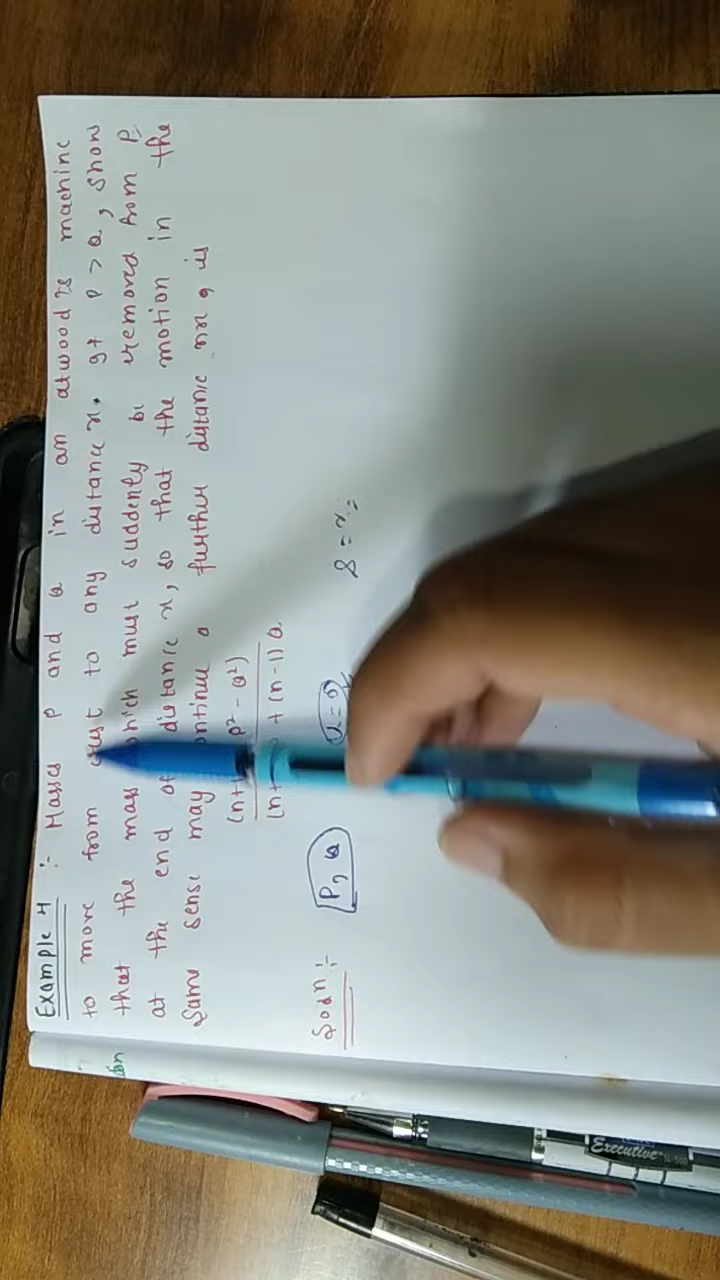 Example 4 :- Masses P and Q in an atwood's machine
to move from rest to any distance x. If P > Q, show
that the mass which must suddenly be removed from P
at the end of distance x, so that the motion in the
same sense may continue a further distance nx, is
P² - Q²)
+ (n-1) Q
Soln :-
P, Q
S = x
Executive